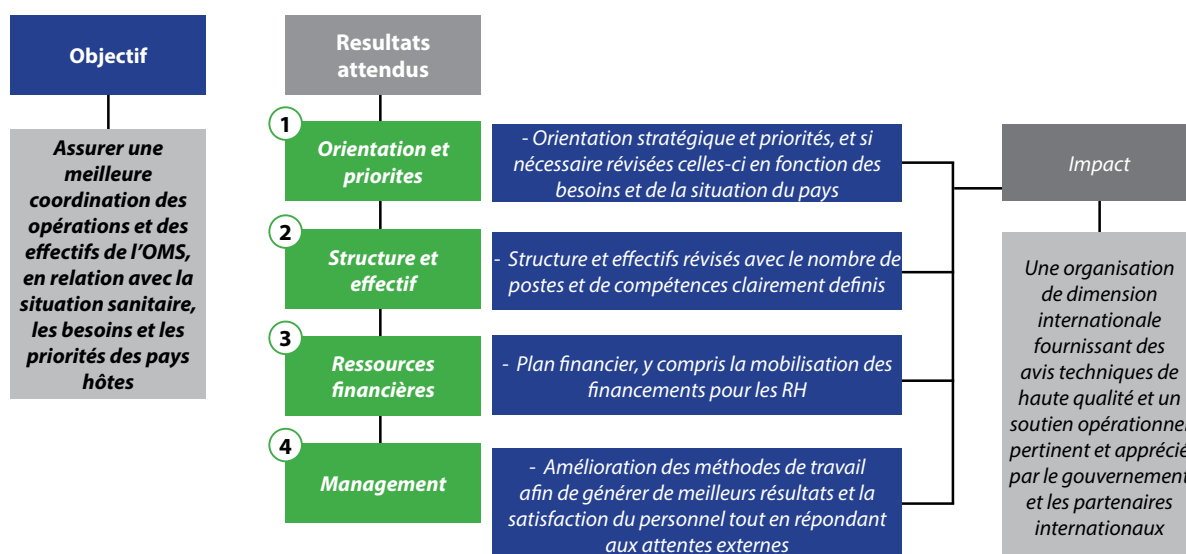 Objectif
Assurer une
meilleure
coordination des
opérations et des
effectifs de l’OMS,
en relation avec la
situation sanitaire,
les besoins et les
priorités des pays
hôtes
Resultats
attendus
1
Orientation et
priorites
- Orientation stratégique et priorités, et si
nécessaire révisées celles-ci en fonction des
besoins et de la situation du pays
2
Structure et
effectif
- Structure et effectifs révisés avec le nombre de
postes et de compétences clairement definis
3
Ressources
financières
- Plan financier, y compris la mobilisation des
financements pour les RH
4
Management
- Amélioration des méthodes de travail
afin de générer de meilleurs résultats et la
satisfaction du personnel tout en répondant
aux attentes externes
Impact
Une organisation
de dimension
internationale
fournissant des
avis techniques de
haute qualité et un
soutien opérationnel
pertinent et apprécié
par le gouvernement
et les partenaires
internationaux